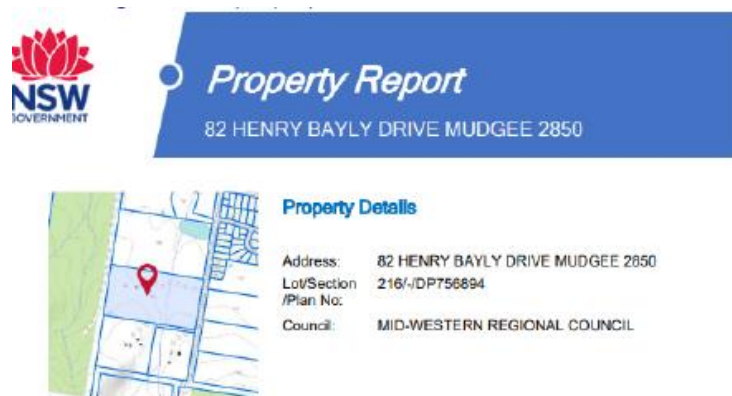 NSW
GOVERNMENT
Property Report
82 HENRY BAYLY DRIVE MUDGEE 2850
Property Details
Address: 82 HENRY BAYLY DRIVE MUDGEE 2850
Lot/Section 216/-/DP756894
/Plan No:
Council: MID-WESTERN REGIONAL COUNCIL